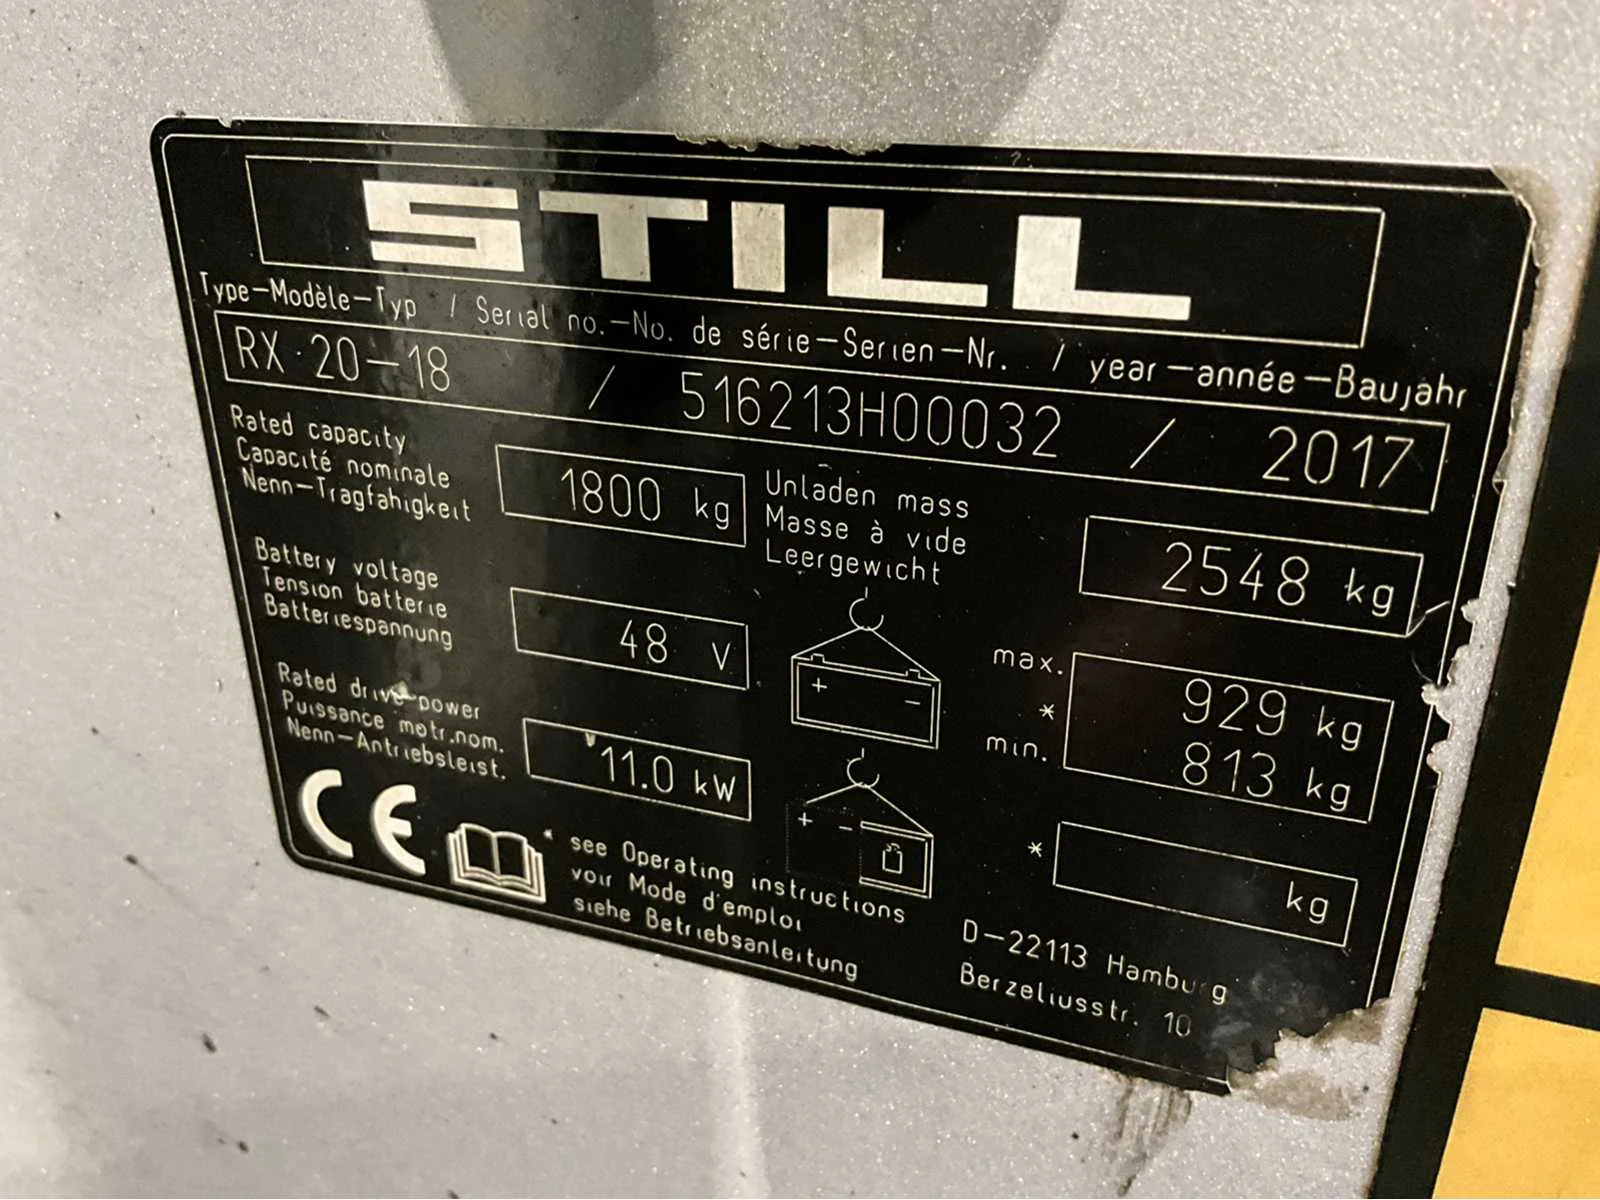 STILL
Type-Modèle-Typ / Serial no.-No. de série-Serien-Nr. / year-année-Baujahr
RX 20-18 / 516213H00032 / 2017
Rated capacity
Capacité nominale
Nenn-Tragfähigkeit
1800 kg
Unladen mass
Masse à vide
Leergewicht
2548 kg
Battery voltage
Tension batterie
Batteriespannung
48 V
+ -
max. 929 kg
*
min. 813 kg
Rated drive-power
Puissance motr.nom.
Nenn-Antriebsleist.
11.0 kW
+ -
* kg
CE
* see Operating instructions
voir Mode d'emploi
siehe Betriebsanleitung
D-22113 Hamburg
Berzeliusstr. 10